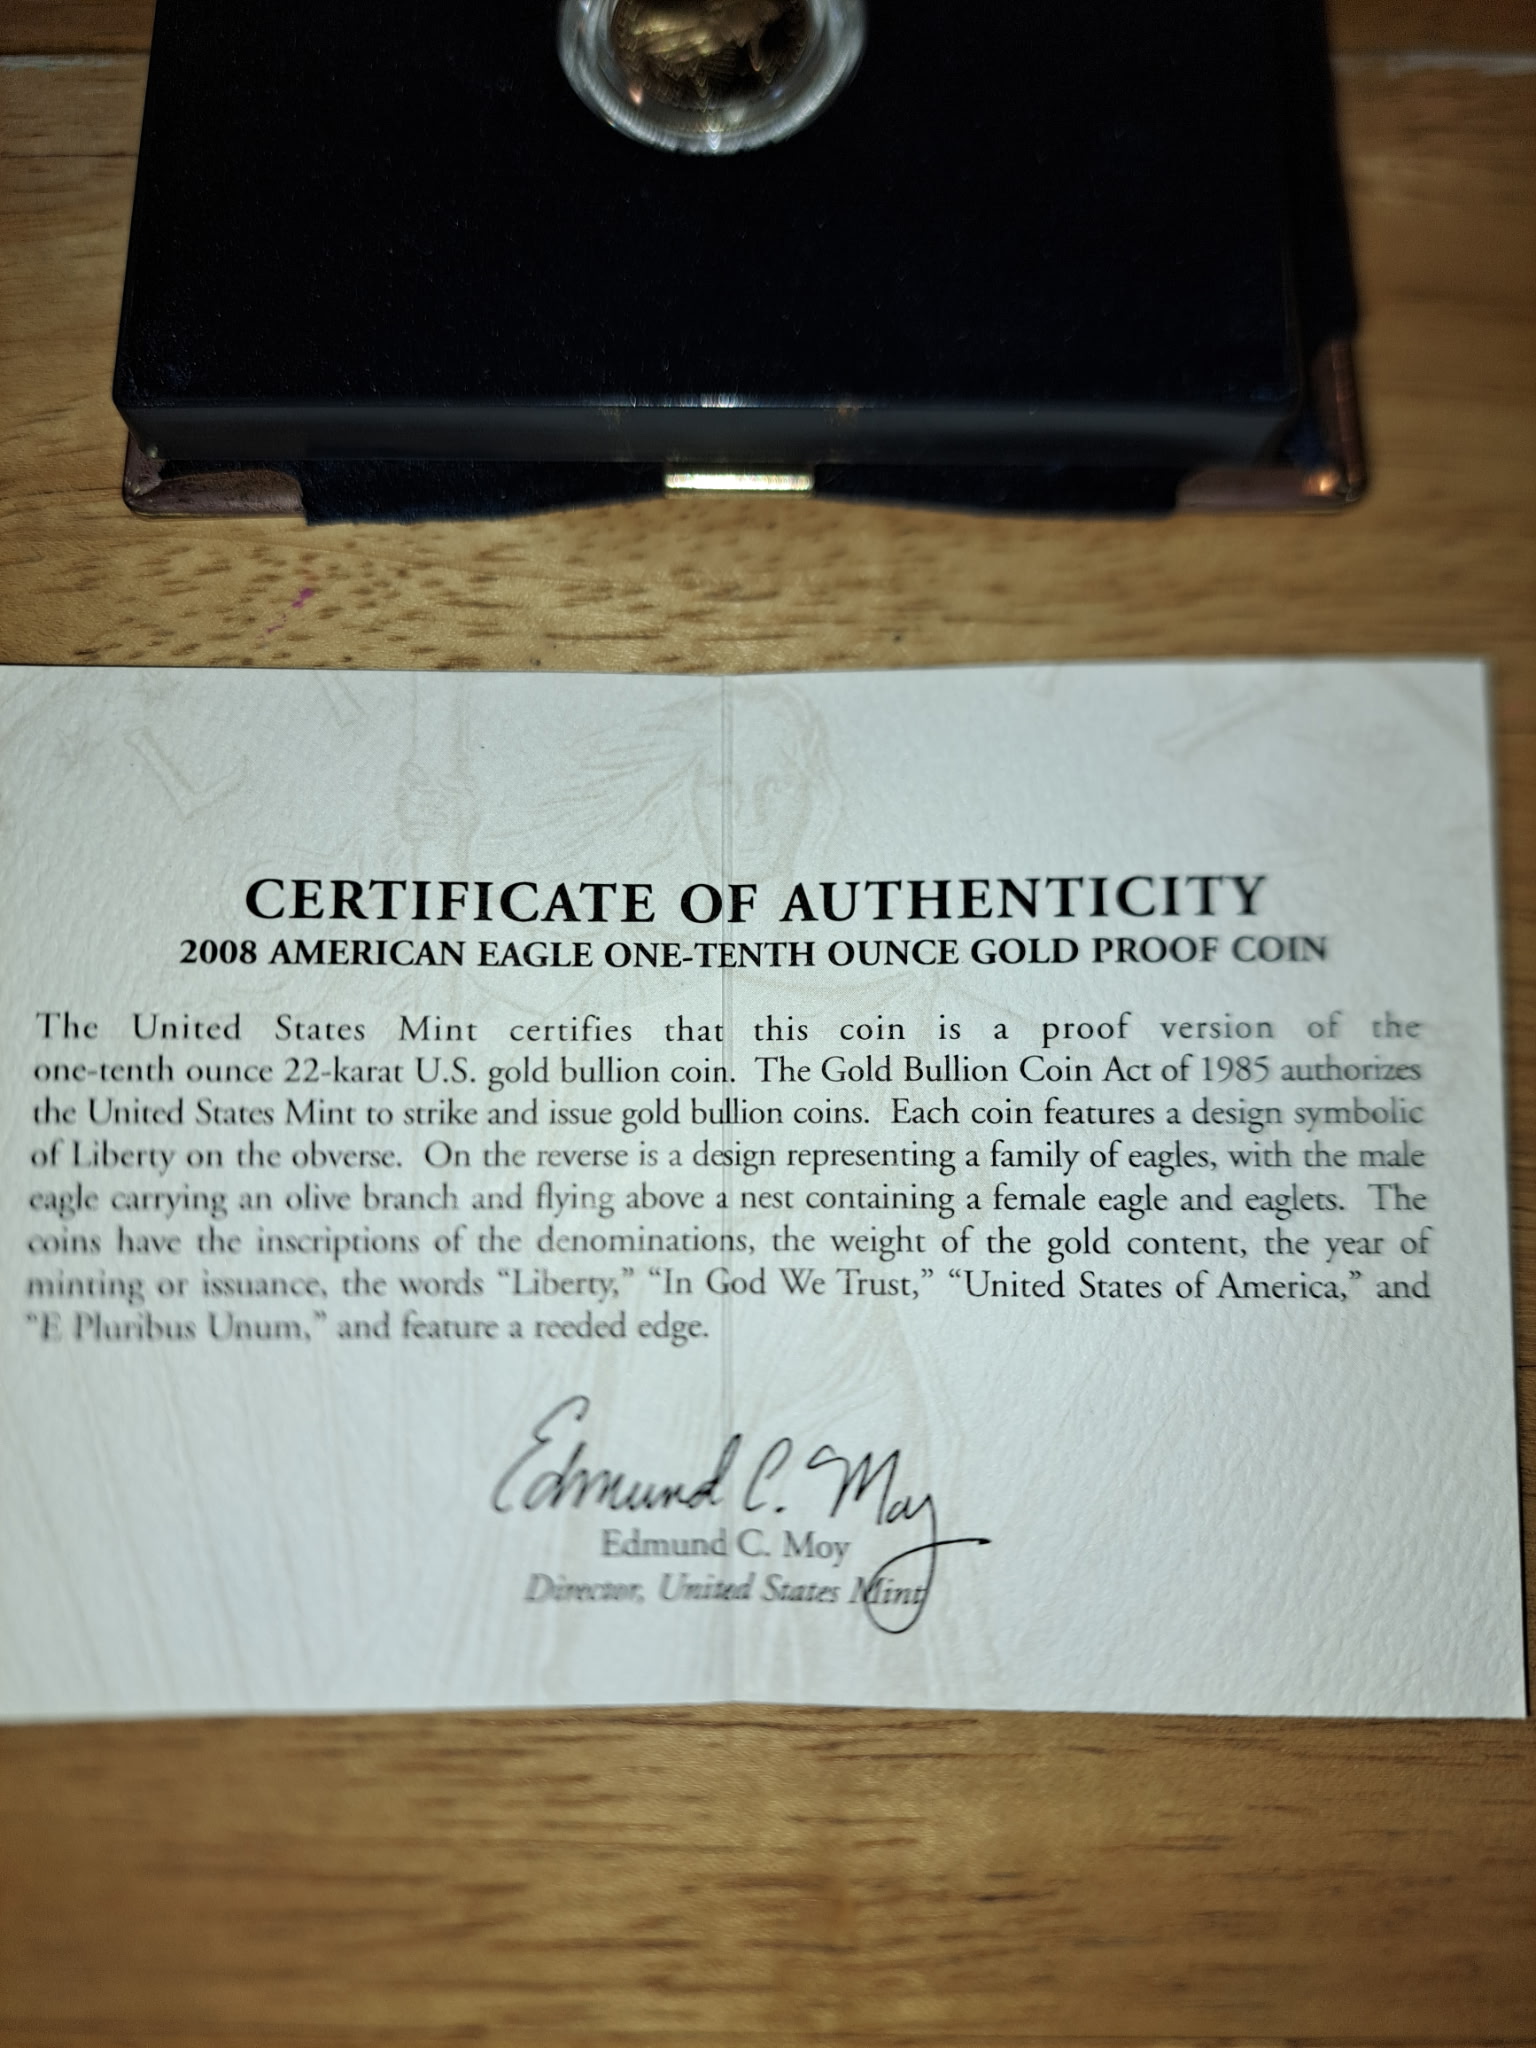 CERTIFICATE OF AUTHENTICITY
2008 AMERICAN EAGLE ONE-TENTH OUNCE GOLD PROOF COIN
The United States Mint certifies that this coin is a proof version of the
one-tenth ounce 22-karat U.S. gold bullion coin. The Gold Bullion Coin Act of 1985 authorizes
the United States Mint to strike and issue gold bullion coins. Each coin features a design symbolic
of Liberty on the obverse. On the reverse is a design representing a family of eagles, with the male
eagle carrying an olive branch and flying above a nest containing a female eagle and eaglets. The
coins have the inscriptions of the denominations, the weight of the gold content, the year of
minting or issuance, the words “Liberty,” “In God We Trust,” “United States of America,” and
“E Pluribus Unum,” and feature a reeded edge.
Edmund C. Moy
Edmund C. Moy
Director, United States Mint